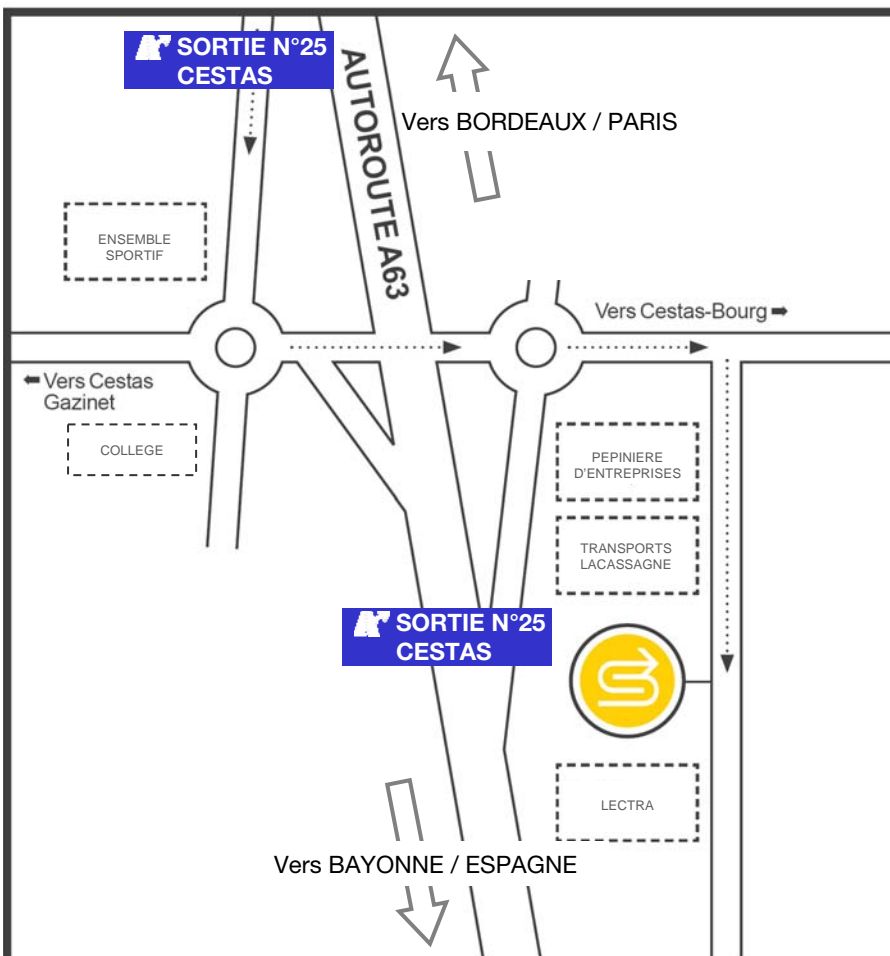 SORTIE N°25
CESTAS
AUTOROUTE A63
Vers BORDEAUX / PARIS
ENSEMBLE
SPORTIF
Vers Cestas-Bourg ➡
⬅ Vers Cestas
Gazinet
COLLEGE
PEPINIERE
D'ENTREPRISES
TRANSPORTS
LACASSAGNE
SORTIE N°25
CESTAS
LECTRA
Vers BAYONNE / ESPAGNE